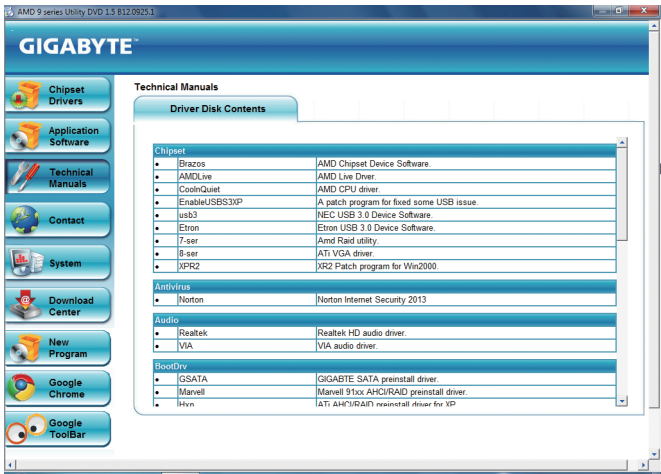 AMD 9 series Utility DVD 1.5 B12.0925.1
GIGABYTE™
Chipset
Drivers
Application
Software
Technical
Manuals
Contact
System
Download
Center
New
Program
Google
Chrome
Google
ToolBar
Technical Manuals
Driver Disk Contents
Chipset
• Brazos AMD Chipset Device Software.
• AMDLive AMD Live Drver.
• CoolnQuiet AMD CPU driver.
• EnableUSBS3XP A patch program for fixed some USB issue.
• usb3 NEC USB 3.0 Device Software.
• Etron Etron USB 3.0 Device Software.
• 7-ser Amd Raid utility.
• 8-ser ATi VGA driver.
• XPR2 XR2 Patch program for Win2000.
Antivirus
• Norton Norton Internet Security 2013
Audio
• Realtek Realtek HD audio driver.
• VIA VIA audio driver.
BootDrv
• GSATA GIGABTE SATA preinstall driver.
• Marvell Marvell 91xx AHCI/RAID preinstall driver.
• Hxn ATi AHCI/RAID preinstall driver for XP